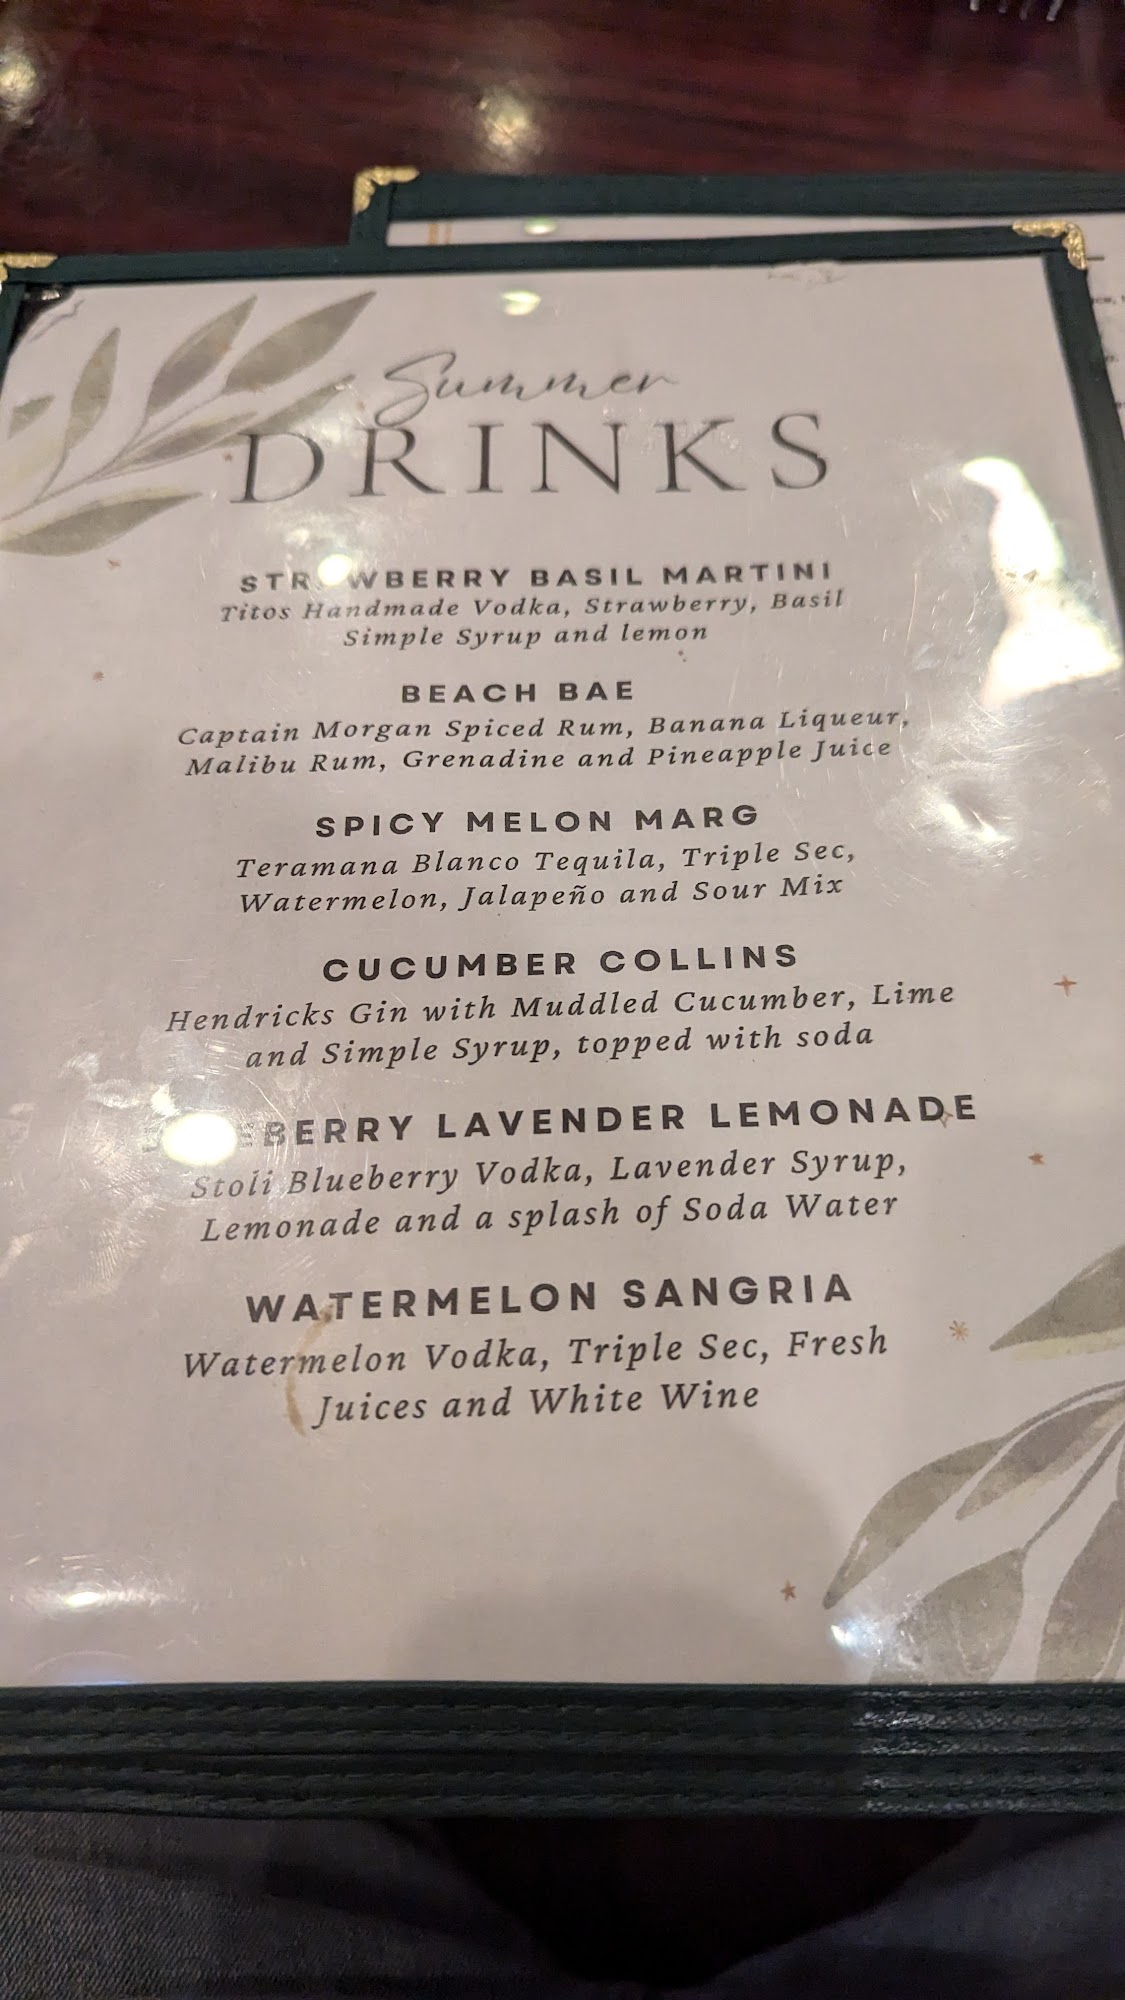 Summer
DRINKS
STRAWBERRY BASIL MARTINI
Titos Handmade Vodka, Strawberry, Basil
Simple Syrup and lemon
BEACH BAE
Captain Morgan Spiced Rum, Banana Liqueur,
Malibu Rum, Grenadine and Pineapple Juice
SPICY MELON MARG
Teramana Blanco Tequila, Triple Sec,
Watermelon, Jalapeño and Sour Mix
CUCUMBER COLLINS
Hendricks Gin with Muddled Cucumber, Lime
and Simple Syrup, topped with soda
LAVENDER LEMONADE
Stoli Blueberry Vodka, Lavender Syrup,
Lemonade and a splash of Soda Water
WATERMELON SANGRIA
Watermelon Vodka, Triple Sec, Fresh
Juices and White Wine